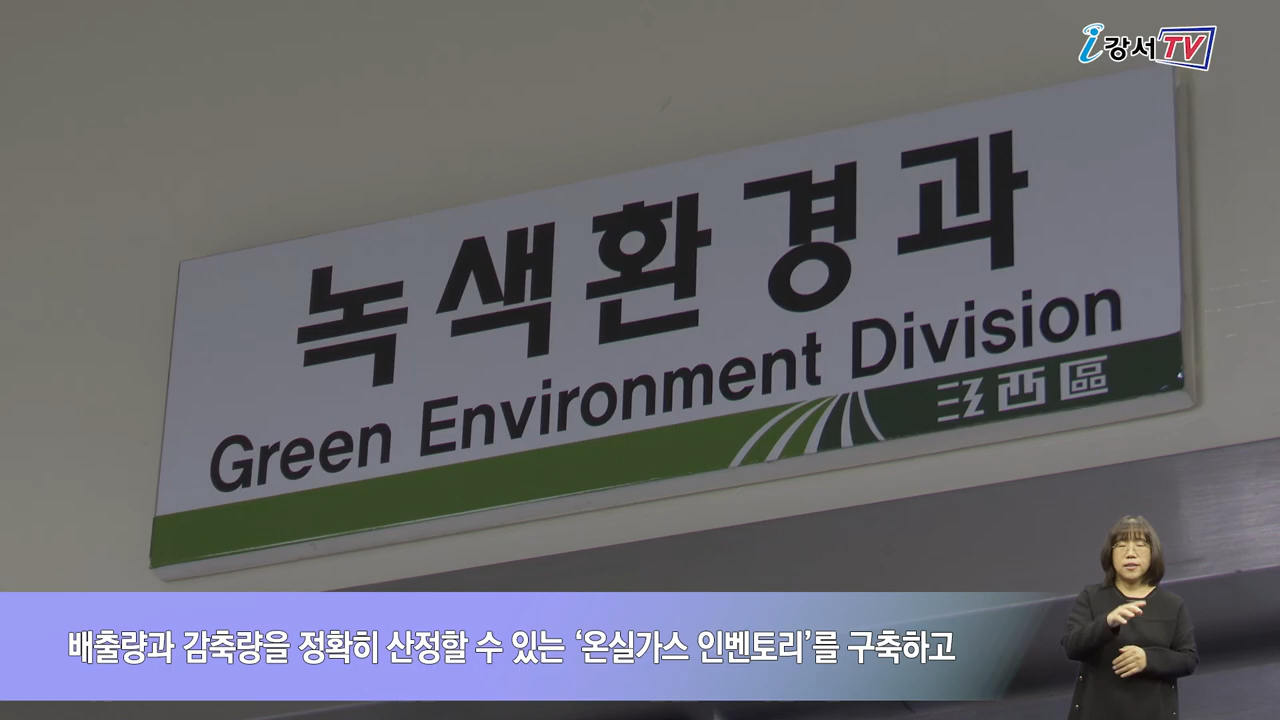 i강서TV
녹색환경과
Green Environment Division
江西區
배출량과 감축량을 정확히 산정할 수 있는 ‘온실가스 인벤토리’를 구축하고